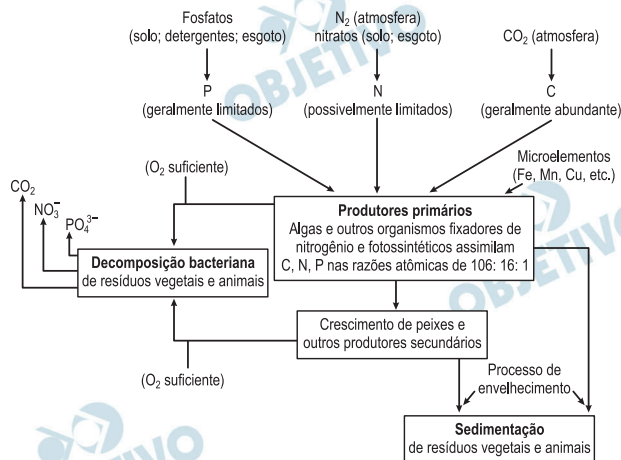 Fosfatos
(solo; detergentes; esgoto)
N₂ (atmosfera)
nitratos (solo; esgoto)
CO₂ (atmosfera)
P
(geralmente limitados)
N
(possivelmente limitados)
C
(geralmente abundante)
Microelementos
(Fe, Mn, Cu, etc.)
(O₂ suficiente)
CO₂
NO₃⁻
PO₄³⁻
Produtores primários
Algas e outros organismos fixadores de
nitrogênio e fotossintéticos assimilam
C, N, P nas razões atômicas de 106: 16: 1
Decomposição bacteriana
de resíduos vegetais e animais
Crescimento de peixes e
outros produtores secundários
(O₂ suficiente)
Processo de
envelhecimento
Sedimentação
de resíduos vegetais e animais
OBJETIVO
OBJETIVO
OBJETIVO